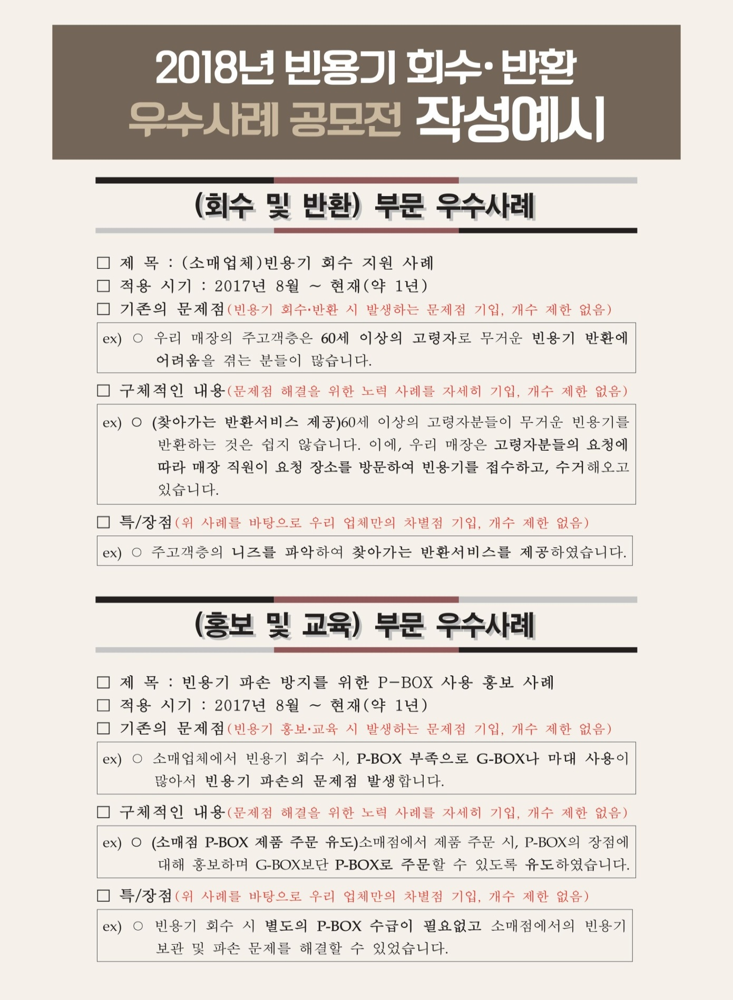 2018년 빈용기 회수·반환
우수사례 공모전 작성예시
(회수 및 반환) 부문 우수사례
□ 제 목 : (소매업체)빈용기 회수 지원 사례
□ 적용 시기 : 2017년 8월 ~ 현재(약 1년)
□ 기존의 문제점(빈용기 회수·반환 시 발생하는 문제점 기입, 개수 제한 없음)
ex) ○ 우리 매장의 주고객층은 60세 이상의 고령자로 무거운 빈용기 반환에
어려움을 겪는 분들이 많습니다.
□ 구체적인 내용(문제점 해결을 위한 노력 사례를 자세히 기입, 개수 제한 없음)
ex) ○ (찾아가는 반환서비스 제공)60세 이상의 고령자분들이 무거운 빈용기를
반환하는 것은 쉽지 않습니다. 이에, 우리 매장은 고령자분들의 요청에
따라 매장 직원이 요청 장소를 방문하여 빈용기를 접수하고, 수거해오고
있습니다.
□ 특/장점(위 사례를 바탕으로 우리 업체만의 차별점 기입, 개수 제한 없음)
ex) ○ 주고객층의 니즈를 파악하여 찾아가는 반환서비스를 제공하였습니다.
(홍보 및 교육) 부문 우수사례
□ 제 목 : 빈용기 파손 방지를 위한 P-BOX 사용 홍보 사례
□ 적용 시기 : 2017년 8월 ~ 현재(약 1년)
□ 기존의 문제점(빈용기 홍보·교육 시 발생하는 문제점 기입, 개수 제한 없음)
ex) ○ 소매업체에서 빈용기 회수 시, P-BOX 부족으로 G-BOX나 마대 사용이
많아서 빈용기 파손의 문제점 발생합니다.
□ 구체적인 내용(문제점 해결을 위한 노력 사례를 자세히 기입, 개수 제한 없음)
ex) ○ (소매점 P-BOX 제품 주문 유도)소매점에서 제품 주문 시, P-BOX의 장점에
대해 홍보하며 G-BOX보단 P-BOX로 주문할 수 있도록 유도하였습니다.
□ 특/장점(위 사례를 바탕으로 우리 업체만의 차별점 기입, 개수 제한 없음)
ex) ○ 빈용기 회수 시 별도의 P-BOX 수급이 필요없고 소매점에서의 빈용기
보관 및 파손 문제를 해결할 수 있었습니다.